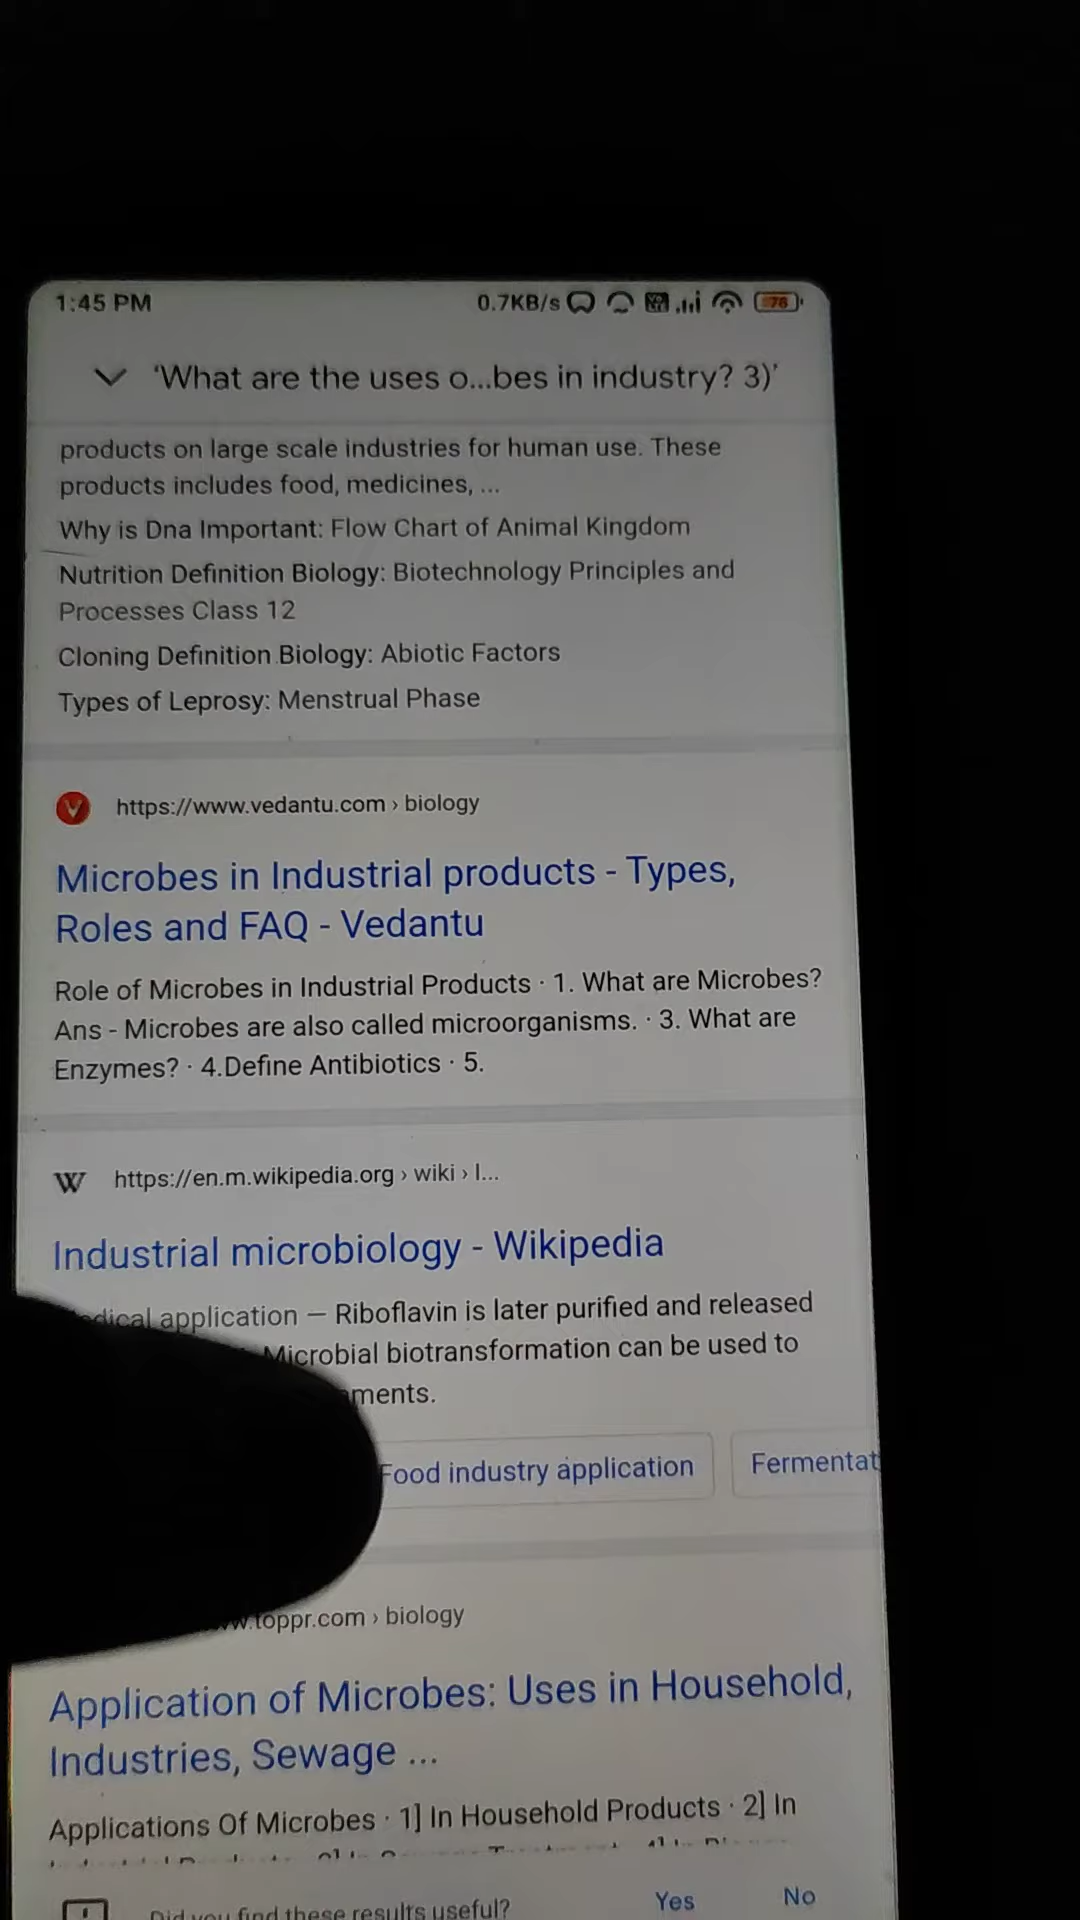 1:45 PM 0.7KB/s 76
'What are the uses o...bes in industry? 3)'
products on large scale industries for human use. These
products includes food, medicines, ...
Why is Dna Important: Flow Chart of Animal Kingdom
Nutrition Definition Biology: Biotechnology Principles and
Processes Class 12
Cloning Definition Biology: Abiotic Factors
Types of Leprosy: Menstrual Phase
https://www.vedantu.com › biology
Microbes in Industrial products - Types,
Roles and FAQ - Vedantu
Role of Microbes in Industrial Products · 1. What are Microbes?
Ans - Microbes are also called microorganisms. · 3. What are
Enzymes? · 4.Define Antibiotics · 5.
W https://en.m.wikipedia.org › wiki › I...
Industrial microbiology - Wikipedia
application — Riboflavin is later purified and released
Microbial biotransformation can be used to
Food industry application
.toppr.com › biology
Application of Microbes: Uses in Household,
Industries, Sewage ...
Applications Of Microbes · 1] In Household Products · 2] In
Did you find these results useful? Yes No